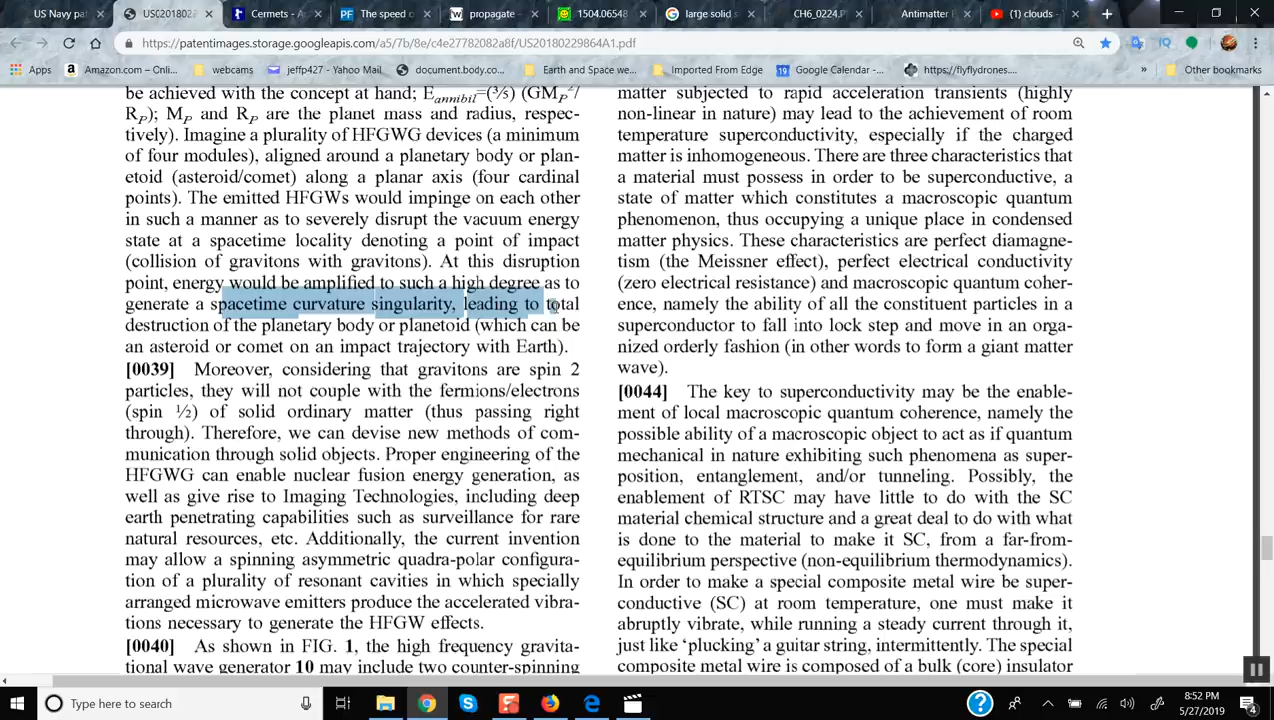 US Navy pat
US0201802
Cermets - A
The speed o
propagate -
1504.06548
large solid s
CH6_0224.P
Antimatter P
(1) clouds -
https://patentimages.storage.googleapis.com/a5/7b/8e/c4e27782082a8f/US20180229864A1.pdf
Apps
Amazon.com – Onli...
webcams
jeffp427 - Yahoo Mail
document.body.co...
Earth and Space we...
Imported From Edge
Google Calendar -...
https://flyflydrones....
»
Other bookmarks
be achieved with the concept at hand; Eannibil=(⅗) (GMP²/
RP); MP and RP are the planet mass and radius, respec-
tively). Imagine a plurality of HFGWG devices (a minimum
of four modules), aligned around a planetary body or plan-
etoid (asteroid/comet) along a planar axis (four cardinal
points). The emitted HFGWs would impinge on each other
in such a manner as to severely disrupt the vacuum energy
state at a spacetime locality denoting a point of impact
(collision of gravitons with gravitons). At this disruption
point, energy would be amplified to such a high degree as to
generate a spacetime curvature singularity, leading to total
destruction of the planetary body or planetoid (which can be
an asteroid or comet on an impact trajectory with Earth).
[0039] Moreover, considering that gravitons are spin 2
particles, they will not couple with the fermions/electrons
(spin ½) of solid ordinary matter (thus passing right
through). Therefore, we can devise new methods of com-
munication through solid objects. Proper engineering of the
HFGWG can enable nuclear fusion energy generation, as
well as give rise to Imaging Technologies, including deep
earth penetrating capabilities such as surveillance for rare
natural resources, etc. Additionally, the current invention
may allow a spinning asymmetric quadra-polar configura-
tion of a plurality of resonant cavities in which specially
arranged microwave emitters produce the accelerated vibra-
tions necessary to generate the HFGW effects.
[0040] As shown in FIG. 1, the high frequency gravita-
tional wave generator 10 may include two counter-spinning
matter subjected to rapid acceleration transients (highly
non-linear in nature) may lead to the achievement of room
temperature superconductivity, especially if the charged
matter is inhomogeneous. There are three characteristics that
a material must possess in order to be superconductive, a
state of matter which constitutes a macroscopic quantum
phenomenon, thus occupying a unique place in condensed
matter physics. These characteristics are perfect diamagne-
tism (the Meissner effect), perfect electrical conductivity
(zero electrical resistance) and macroscopic quantum coher-
ence, namely the ability of all the constituent particles in a
superconductor to fall into lock step and move in an orga-
nized orderly fashion (in other words to form a giant matter
wave).
[0044] The key to superconductivity may be the enable-
ment of local macroscopic quantum coherence, namely the
possible ability of a macroscopic object to act as if quantum
mechanical in nature exhibiting such phenomena as super-
position, entanglement, and/or tunneling. Possibly, the
enablement of RTSC may have little to do with the SC
material chemical structure and a great deal to do with what
is done to the material to make it SC, from a far-from-
equilibrium perspective (non-equilibrium thermodynamics).
In order to make a special composite metal wire be super-
conductive (SC) at room temperature, one must make it
abruptly vibrate, while running a steady current through it,
just like ‘plucking’ a guitar string, intermittently. The special
composite metal wire is composed of a bulk (core) insulator
Type here to search
8:52 PM
5/27/2019